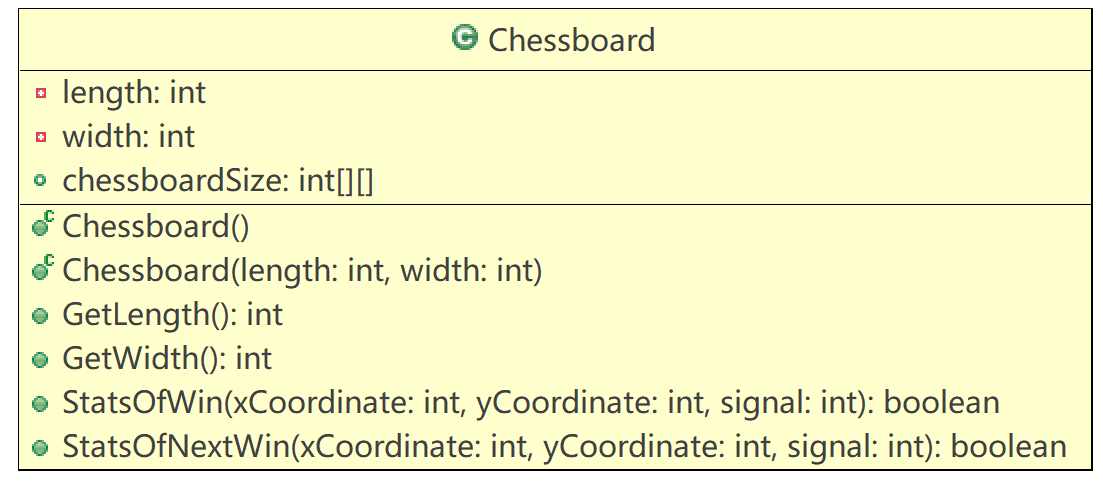 Chessboard
length: int
width: int
chessboardSize: int[][]
Chessboard()
Chessboard(length: int, width: int)
GetLength(): int
GetWidth(): int
StatsOfWin(xCoordinate: int, yCoordinate: int, signal: int): boolean
StatsOfNextWin(xCoordinate: int, yCoordinate: int, signal: int): boolean